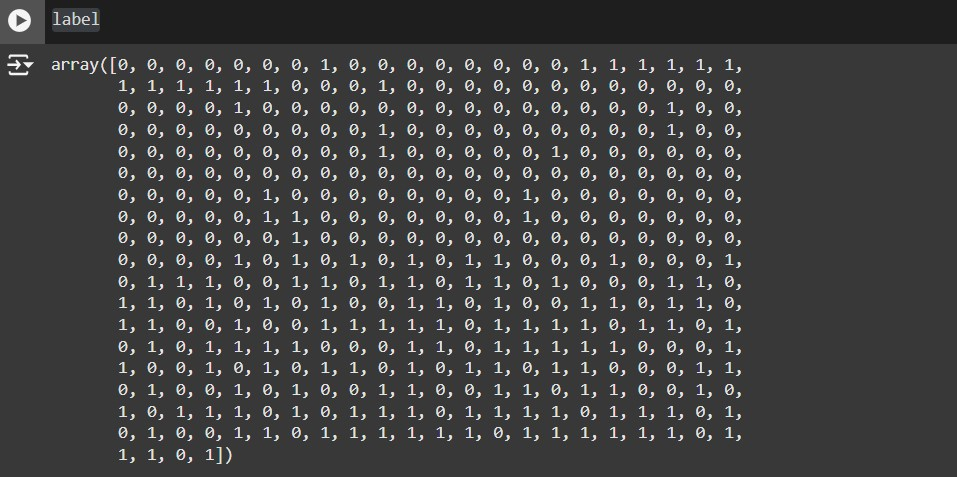 label
array([0, 0, 0, 0, 0, 0, 0, 1, 0, 0, 0, 0, 0, 0, 0, 0, 1, 1, 1, 1, 1, 1,
1, 1, 1, 1, 1, 1, 0, 0, 0, 1, 0, 0, 0, 0, 0, 0, 0, 0, 0, 0, 0, 0,
0, 0, 0, 0, 1, 0, 0, 0, 0, 0, 0, 0, 0, 0, 0, 0, 0, 0, 0, 1, 0, 0,
0, 0, 0, 0, 0, 0, 0, 0, 0, 1, 0, 0, 0, 0, 0, 0, 0, 0, 0, 1, 0, 0,
0, 0, 0, 0, 0, 0, 0, 0, 0, 1, 0, 0, 0, 0, 0, 1, 0, 0, 0, 0, 0, 0,
0, 0, 0, 0, 0, 0, 0, 0, 0, 0, 0, 0, 0, 0, 0, 0, 0, 0, 0, 0, 0, 0,
0, 0, 0, 0, 0, 1, 0, 0, 0, 0, 0, 0, 0, 0, 1, 0, 0, 0, 0, 0, 0, 0,
0, 0, 0, 0, 0, 1, 1, 0, 0, 0, 0, 0, 0, 0, 1, 0, 0, 0, 0, 0, 0, 0,
0, 0, 0, 0, 0, 0, 1, 0, 0, 0, 0, 0, 0, 0, 0, 0, 0, 0, 0, 0, 0, 0,
0, 0, 0, 0, 1, 0, 1, 0, 1, 0, 1, 0, 1, 1, 0, 0, 0, 1, 0, 0, 0, 1,
0, 1, 1, 1, 0, 0, 1, 1, 0, 1, 1, 0, 1, 1, 0, 1, 0, 0, 0, 1, 1, 0,
1, 1, 0, 1, 0, 1, 0, 1, 0, 0, 1, 1, 0, 1, 0, 0, 1, 1, 0, 1, 1, 0,
1, 1, 0, 0, 1, 0, 0, 1, 1, 1, 1, 1, 0, 1, 1, 1, 1, 0, 1, 1, 0, 1,
0, 1, 0, 1, 1, 1, 1, 0, 0, 0, 1, 1, 0, 1, 1, 1, 1, 1, 0, 0, 0, 1,
1, 0, 0, 1, 0, 1, 0, 1, 1, 0, 1, 0, 1, 1, 0, 1, 1, 0, 0, 0, 1, 1,
0, 1, 0, 0, 1, 0, 1, 0, 0, 1, 1, 0, 0, 1, 1, 0, 1, 1, 0, 0, 1, 0,
1, 0, 1, 1, 1, 0, 1, 0, 1, 1, 1, 0, 1, 1, 1, 1, 0, 1, 1, 1, 0, 1,
0, 1, 0, 0, 1, 1, 0, 1, 1, 1, 1, 1, 1, 0, 1, 1, 1, 1, 1, 1, 0, 1,
1, 1, 0, 1])